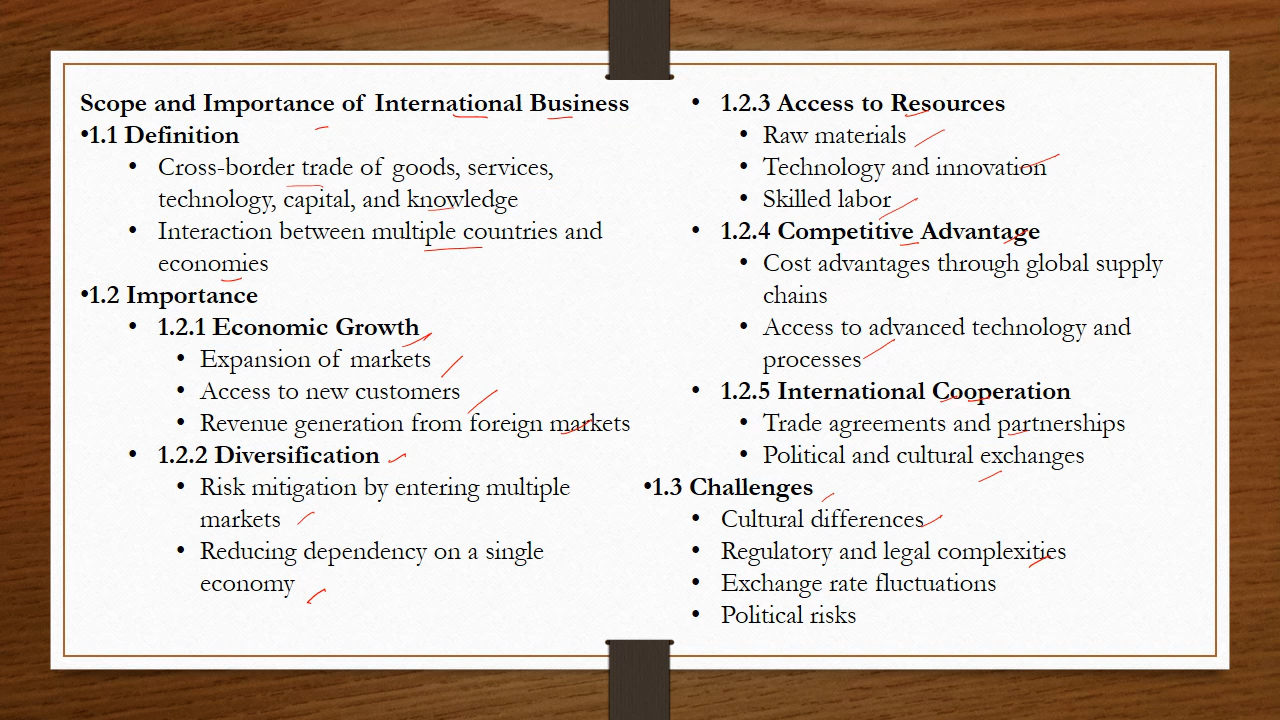 Scope and Importance of International Business
•1.1 Definition
• Cross-border trade of goods, services,
technology, capital, and knowledge
• Interaction between multiple countries and
economies
•1.2 Importance
• 1.2.1 Economic Growth
• Expansion of markets
• Access to new customers
• Revenue generation from foreign markets
• 1.2.2 Diversification
• Risk mitigation by entering multiple
markets
• Reducing dependency on a single
economy
• 1.2.3 Access to Resources
• Raw materials
• Technology and innovation
• Skilled labor
• 1.2.4 Competitive Advantage
• Cost advantages through global supply
chains
• Access to advanced technology and
processes
• 1.2.5 International Cooperation
• Trade agreements and partnerships
• Political and cultural exchanges
•1.3 Challenges
• Cultural differences
• Regulatory and legal complexities
• Exchange rate fluctuations
• Political risks